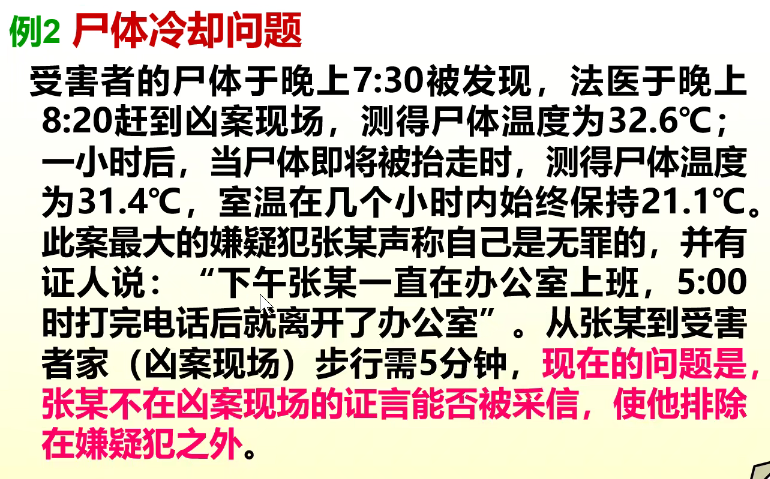 例2 尸体冷却问题
受害者的尸体于晚上7:30被发现，法医于晚上
8:20赶到凶案现场，测得尸体温度为32.6℃；
一小时后，当尸体即将被抬走时，测得尸体温度
为31.4℃，室温在几个小时内始终保持21.1℃。
此案最大的嫌疑犯张某声称自己是无罪的，并有
证人说：“下午张某一直在办公室上班，5:00
时打完电话后就离开了办公室”。从张某到受害
者家（凶案现场）步行需5分钟，现在的问题是，
张某不在凶案现场的证言能否被采信，使他排除
在嫌疑犯之外。